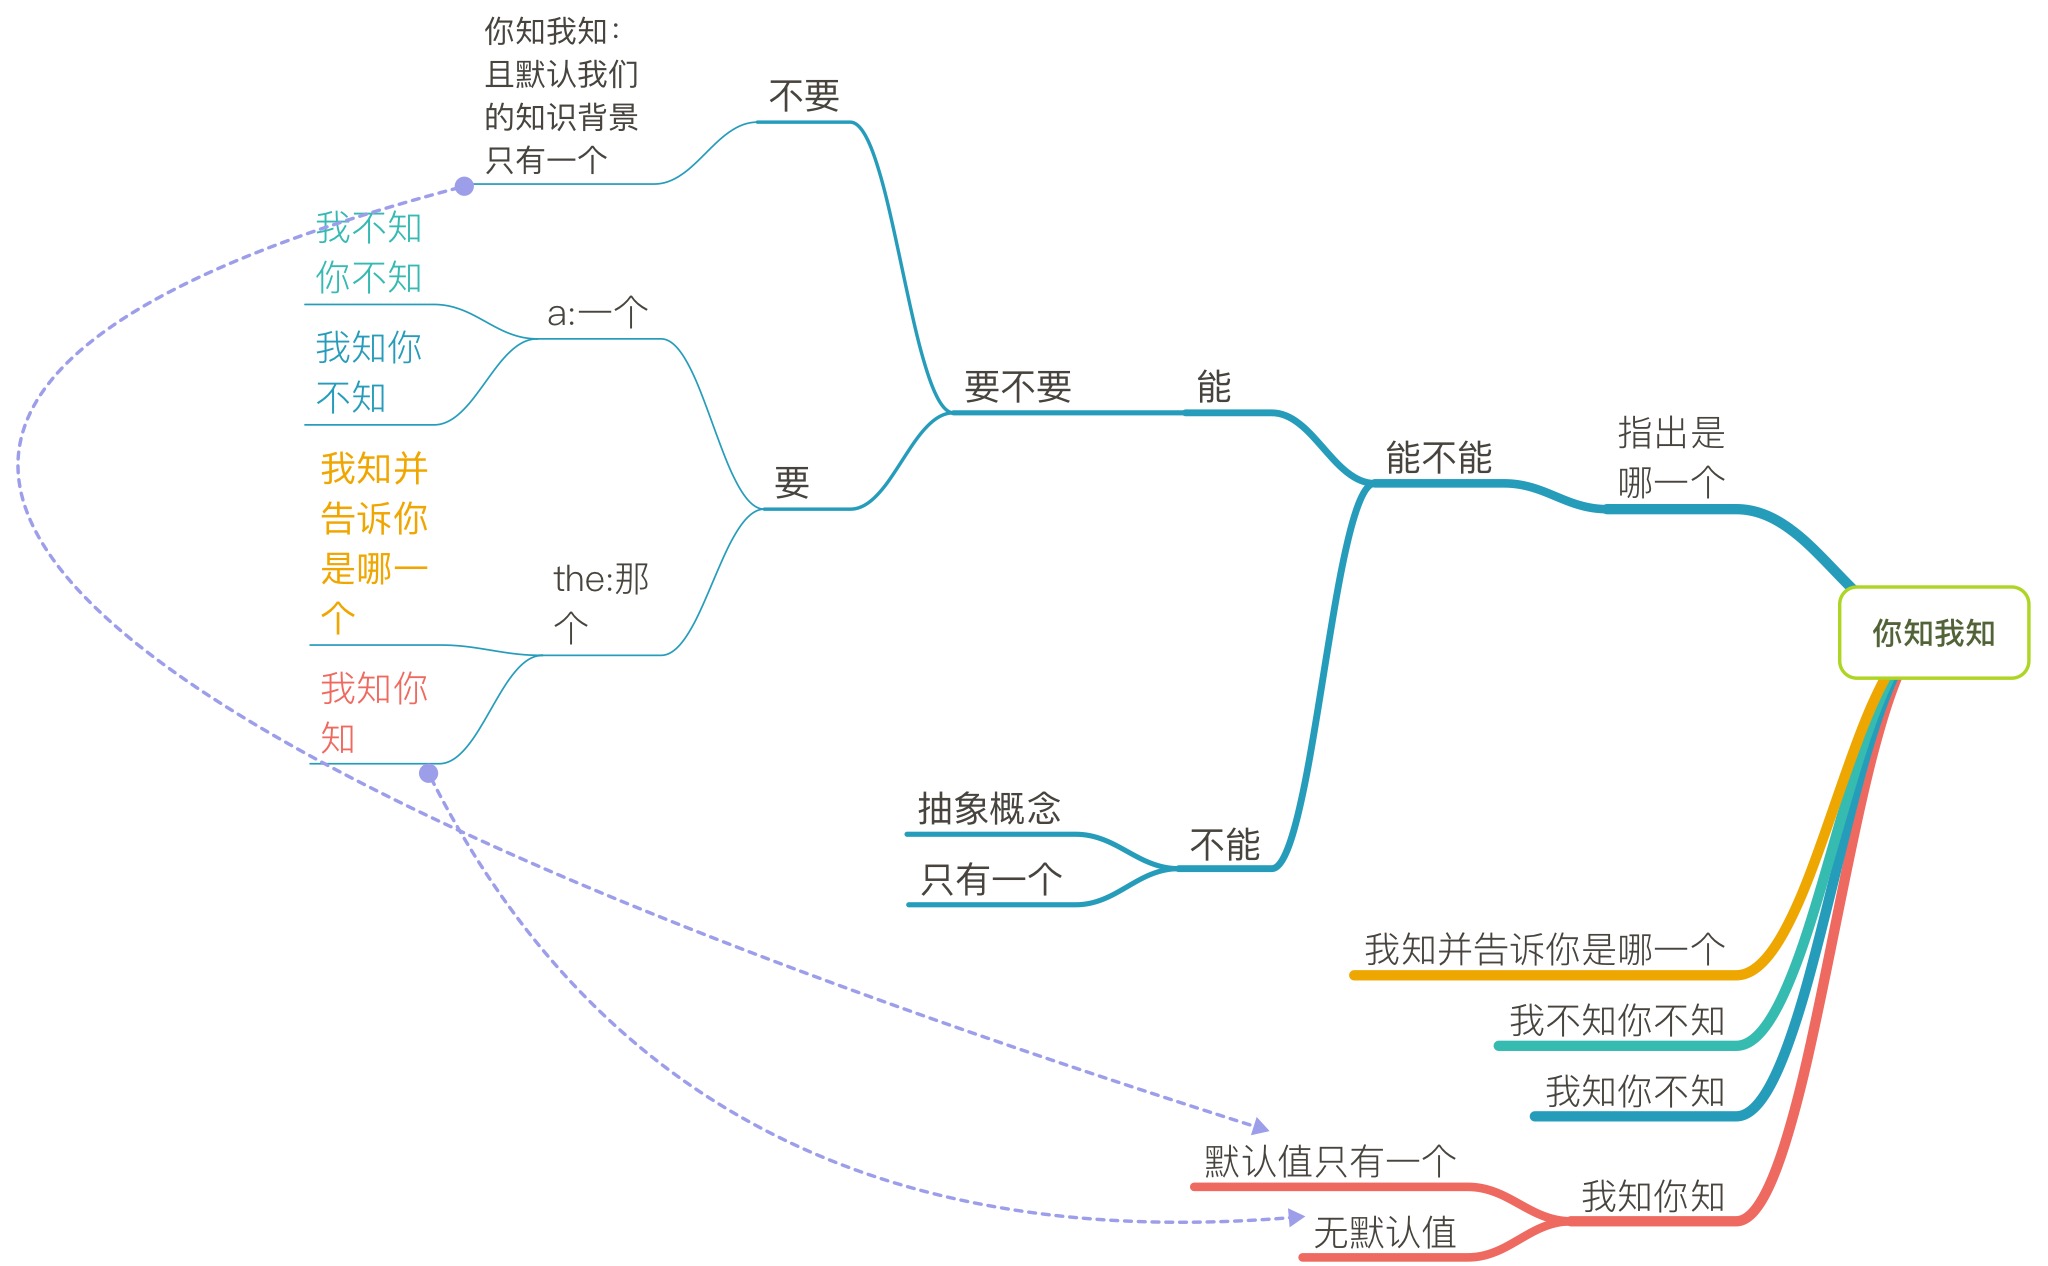 你知我知
指出是
哪一个
能不能
能
要不要
不要
你知我知：
且默认我们
的知识背景
只有一个
要
a:一个
我不知
你不知
我知你
不知
the:那
个
我知并
告诉你
是哪一
个
我知你
知
不能
抽象概念
只有一个
我知并告诉你是哪一个
我不知你不知
我知你不知
我知你知
默认值只有一个
无默认值